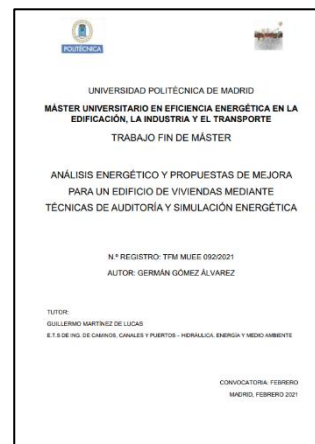 POLITÉCNICA
UNIVERSIDAD POLITÉCNICA DE MADRID
MÁSTER UNIVERSITARIO EN EFICIENCIA ENERGÉTICA EN LA
EDIFICACIÓN, LA INDUSTRIA Y EL TRANSPORTE
TRABAJO FIN DE MÁSTER
ANÁLISIS ENERGÉTICO Y PROPUESTAS DE MEJORA
PARA UN EDIFICIO DE VIVIENDAS MEDIANTE
TÉCNICAS DE AUDITORÍA Y SIMULACIÓN ENERGÉTICA
N.º REGISTRO: TFM MUEE 092/2021
AUTOR: GERMÁN GÓMEZ ÁLVAREZ
TUTOR:
GUILLERMO MARTÍNEZ DE LUCAS
E.T.S DE ING. DE CAMINOS, CANALES Y PUERTOS – HIDRÁULICA, ENERGÍA Y MEDIO AMBIENTE
CONVOCATORIA: FEBRERO
MADRID, FEBRERO 2021